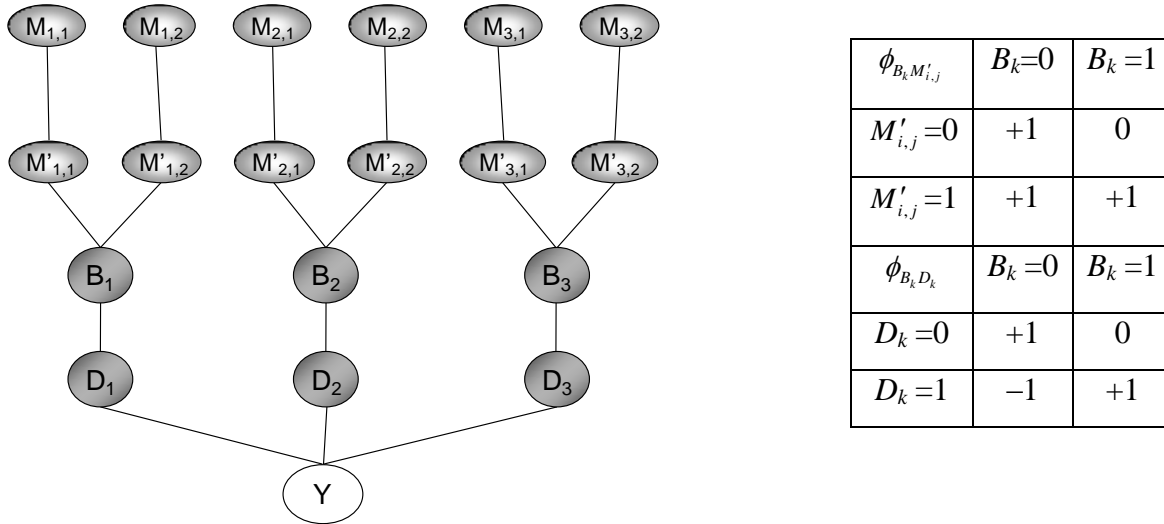 M1,1 M1,2 M2,1 M2,2 M3,1 M3,2
M'1,1 M'1,2 M'2,1 M'2,2 M'3,1 M'3,2
B1 B2 B3
D1 D2 D3
Y
ϕBkM′i,j Bk=0 Bk =1
M′i,j =0 +1 0
M′i,j =1 +1 +1
ϕBkDk Bk =0 Bk =1
Dk =0 +1 0
Dk =1 −1 +1